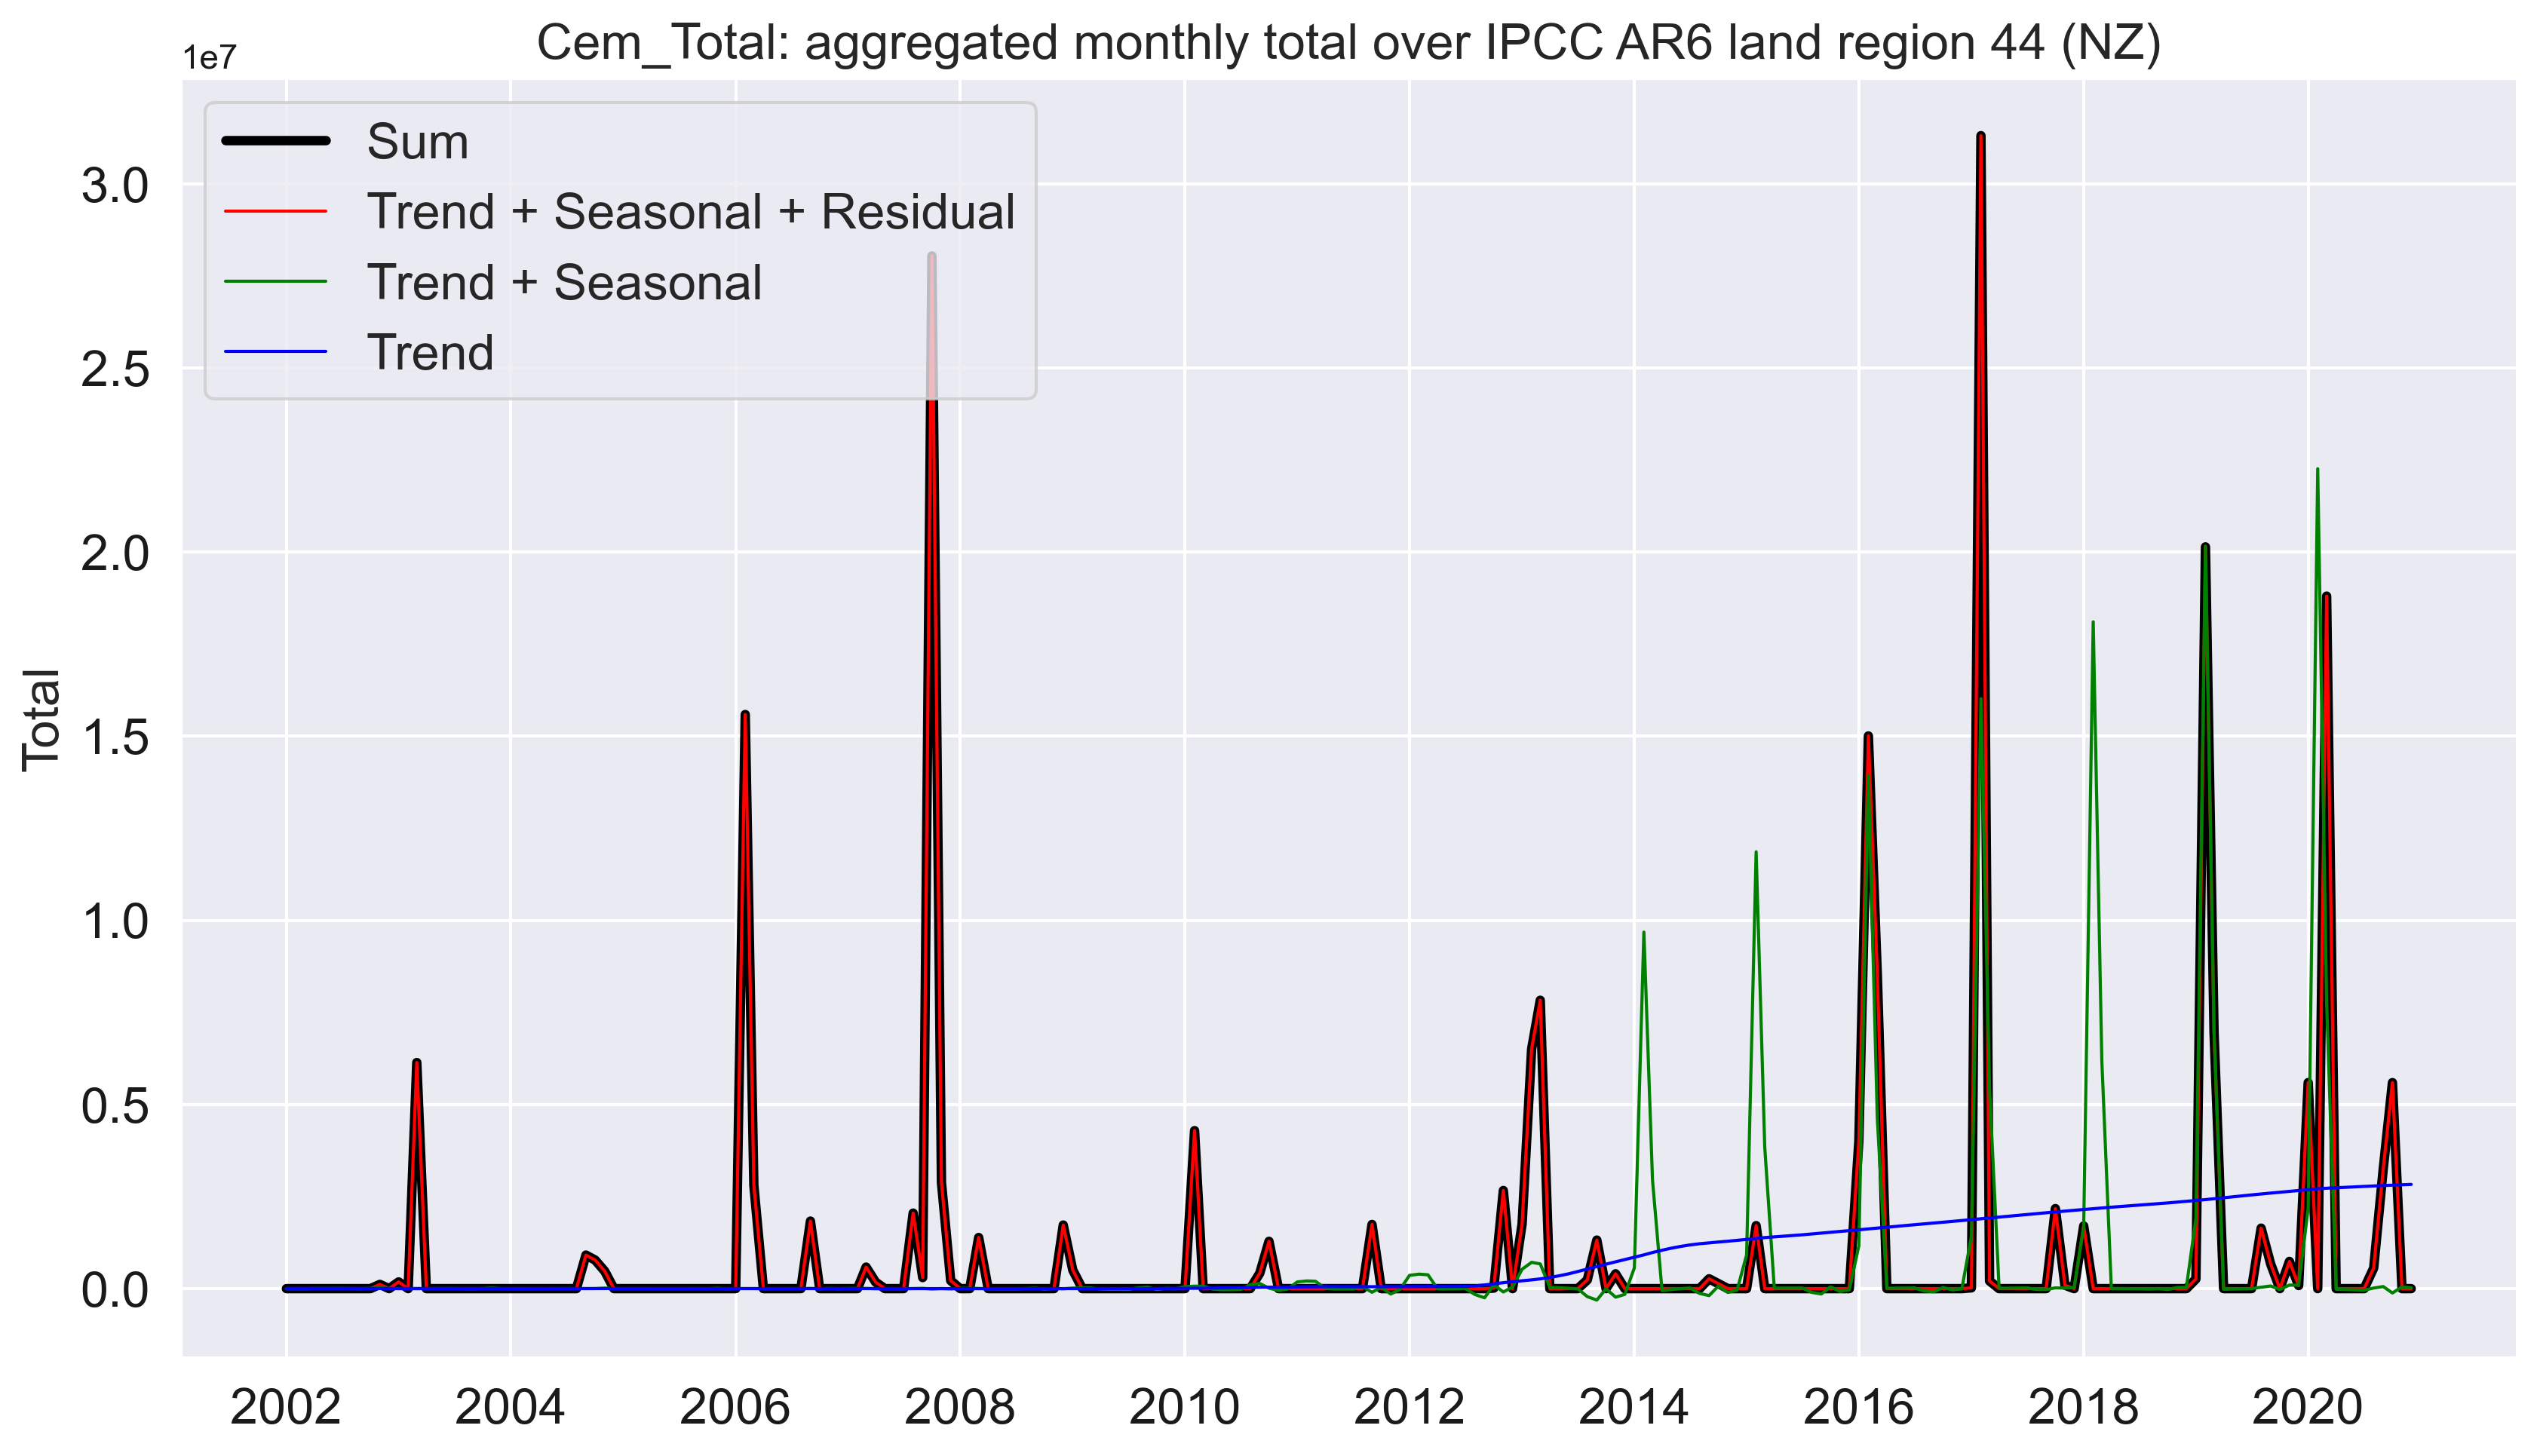 Cem_Total: aggregated monthly total over IPCC AR6 land region 44 (NZ)
1e7
Sum
Trend + Seasonal + Residual
Trend + Seasonal
Trend
3.0
2.5
2.0
1.5
1.0
0.5
0.0
Total
2002 2004 2006 2008 2010 2012 2014 2016 2018 2020